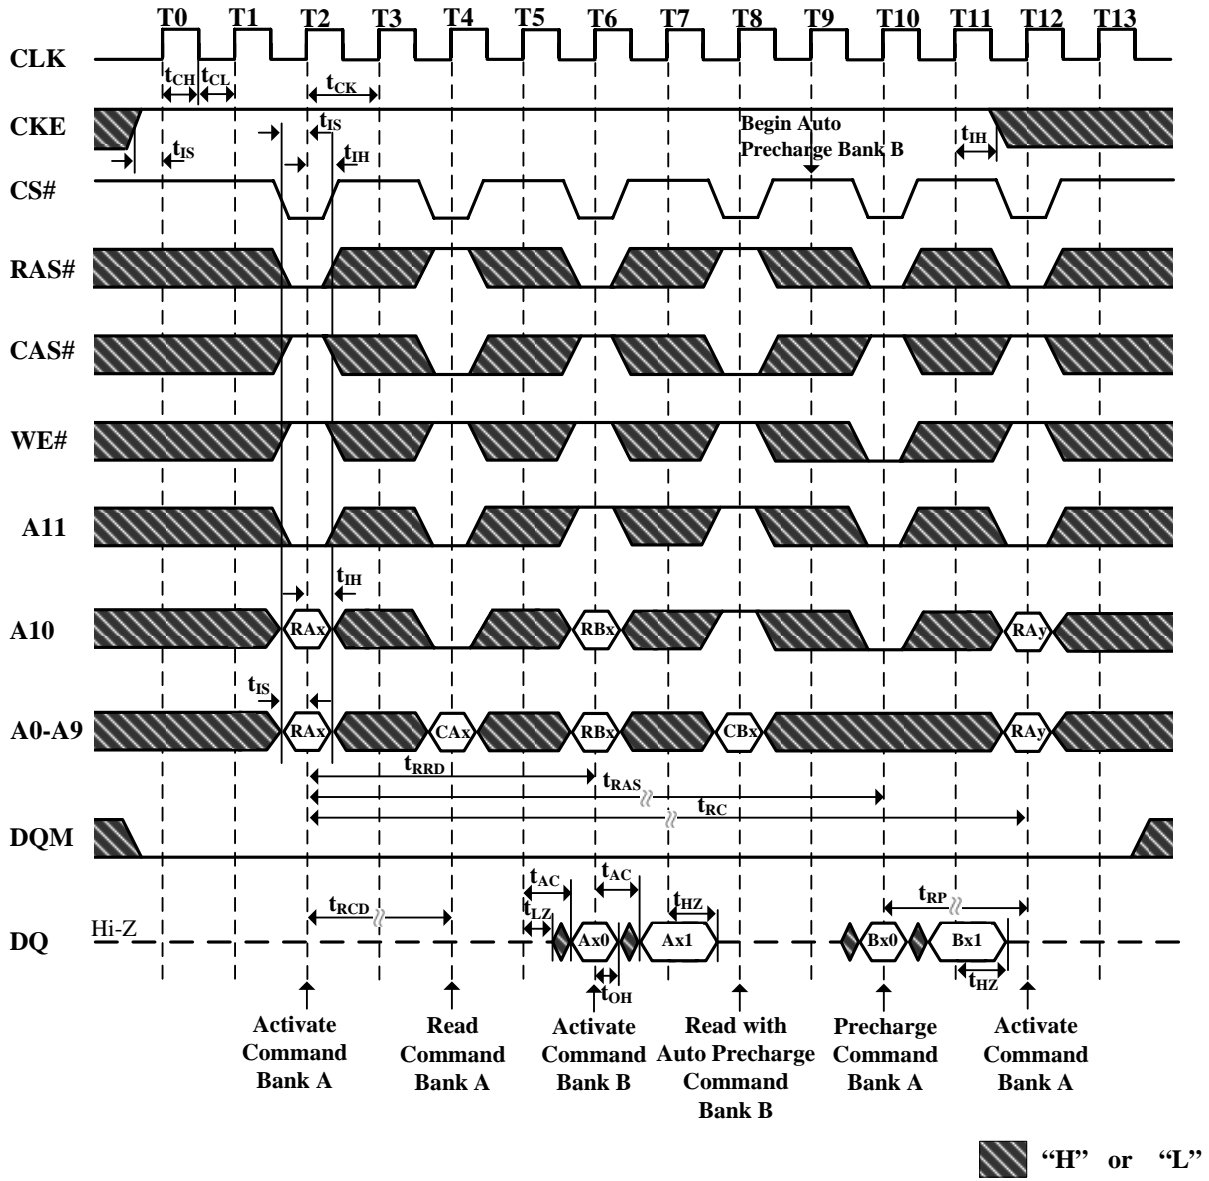 T0 T1 T2 T3 T4 T5 T6 T7 T8 T9 T10 T11 T12 T13
CLK
tCH tCL tCK
CKE
tIS
Begin Auto
Precharge Bank B
tIH
tIS
tIH
CS#
RAS#
CAS#
WE#
A11
tIH
A10
RAx RBx RAy
tIS
A0-A9
RAx CAx RBx CBx RAy
tRRD
tRAS
tRC
DQM
tAC tAC
tRCD tLZ tHZ tRP
Hi-Z
DQ
Ax0 Ax1 Bx0 Bx1
tOH tHZ
Activate
Command
Bank A
Read
Command
Bank A
Activate
Command
Bank B
Read with
Auto Precharge
Command
Bank B
Precharge
Command
Bank A
Activate
Command
Bank A
“H” or “L”